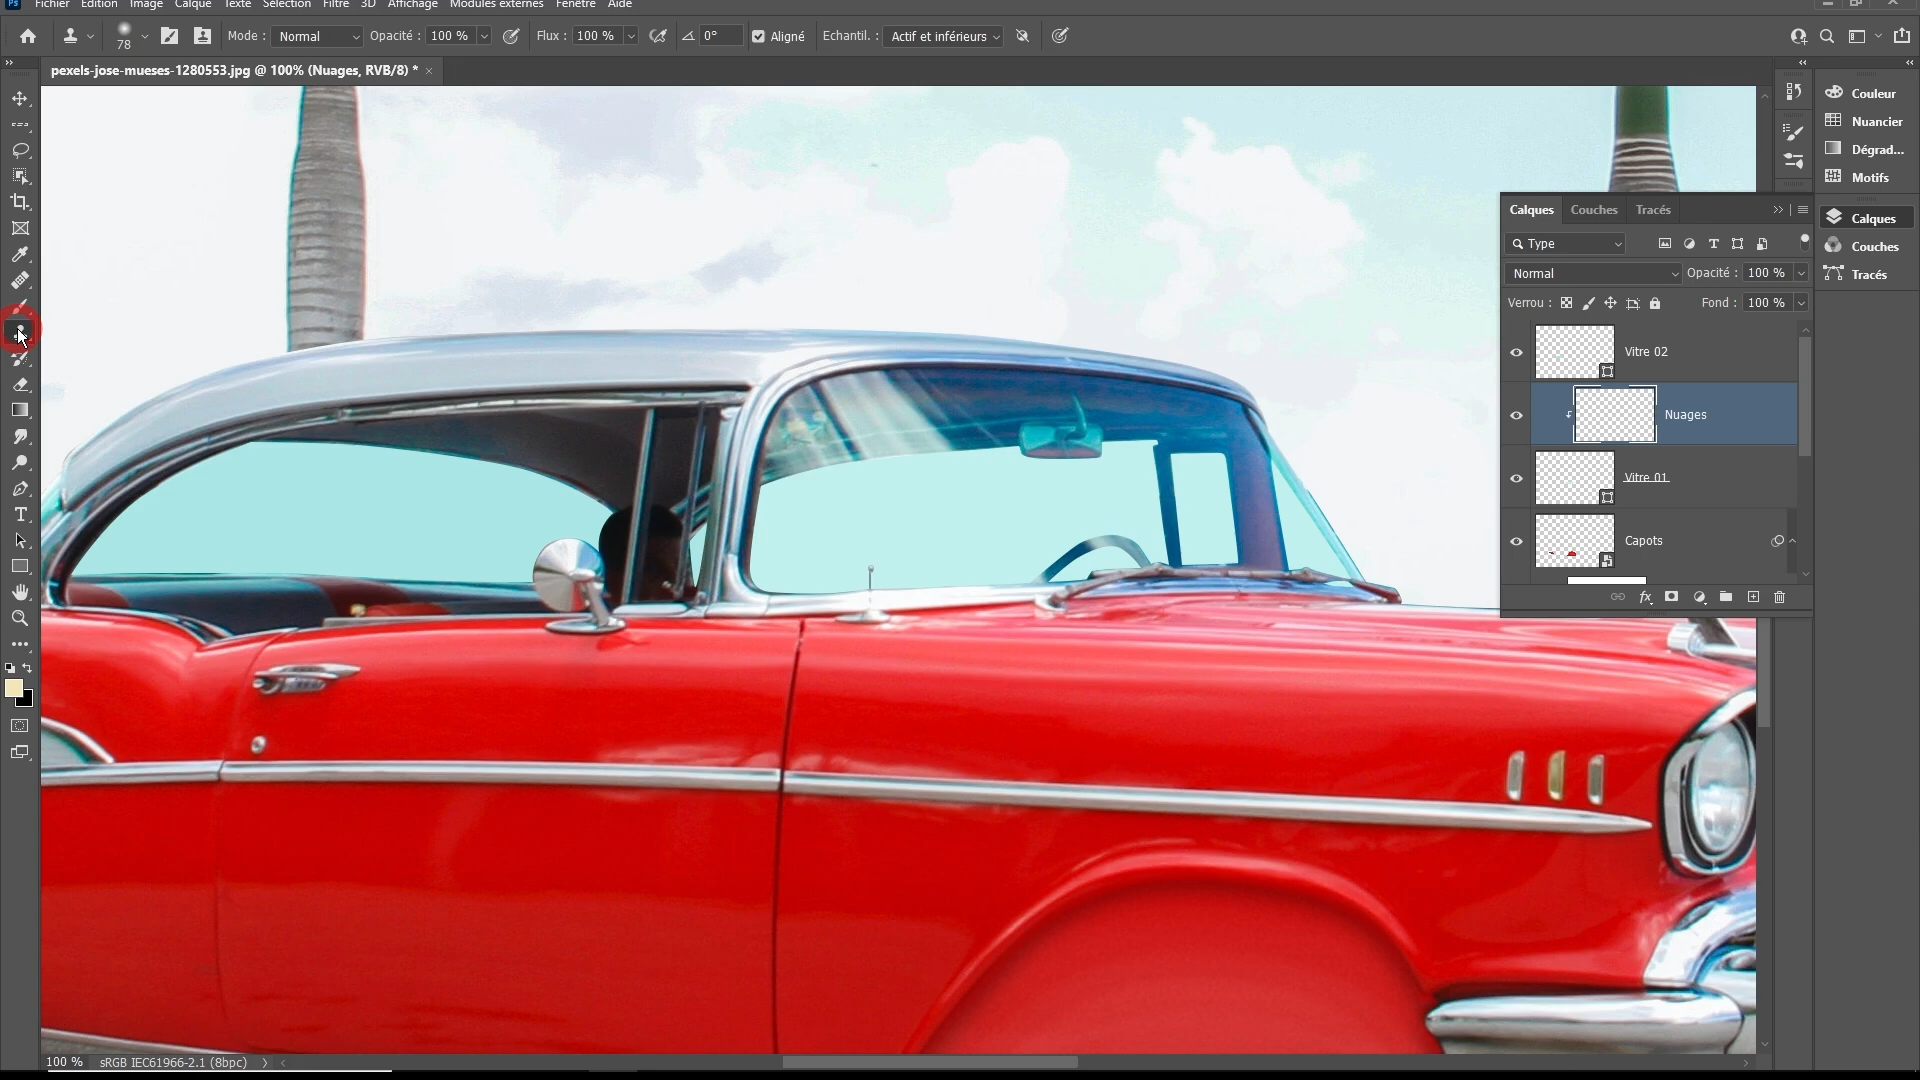 Ps Fichier Edition Image Calque Texte Sélection Filtre 3D Affichage Modules externes Fenêtre Aide
78 Mode : Normal Opacité : 100 % Flux : 100 % 0° Aligné Echantil. : Actif et inférieurs
pexels-jose-mueses-1280553.jpg @ 100% (Nuages, RVB/8) * ×
Couleur
Nuancier
Dégrad...
Motifs
Calques
Couches
Tracés
Calques Couches Tracés
Type
Normal Opacité : 100 %
Verrou : Fond : 100 %
Vitre 02
Nuages
Vitre 01
Capots
fx
100 % sRGB IEC61966-2.1 (8bpc)